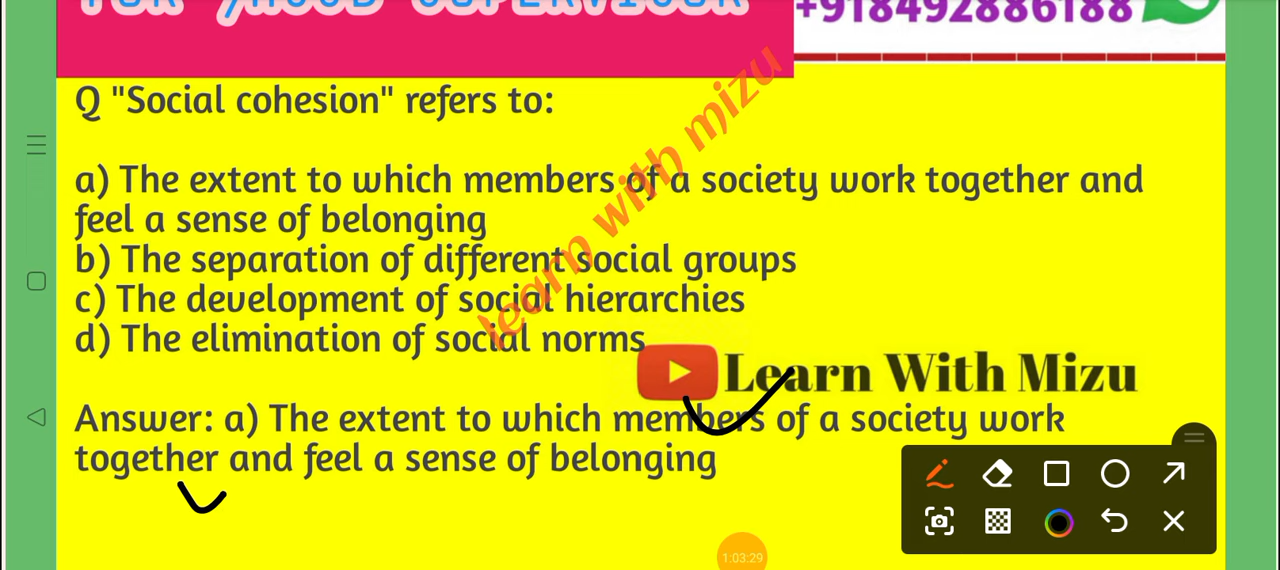 +918492886188
Q "Social cohesion" refers to:
a) The extent to which members of a society work together and
feel a sense of belonging
b) The separation of different social groups
c) The development of social hierarchies
d) The elimination of social norms
learn with mizu
Learn With Mizu
Answer: a) The extent to which members of a society work
together and feel a sense of belonging
1:03:29